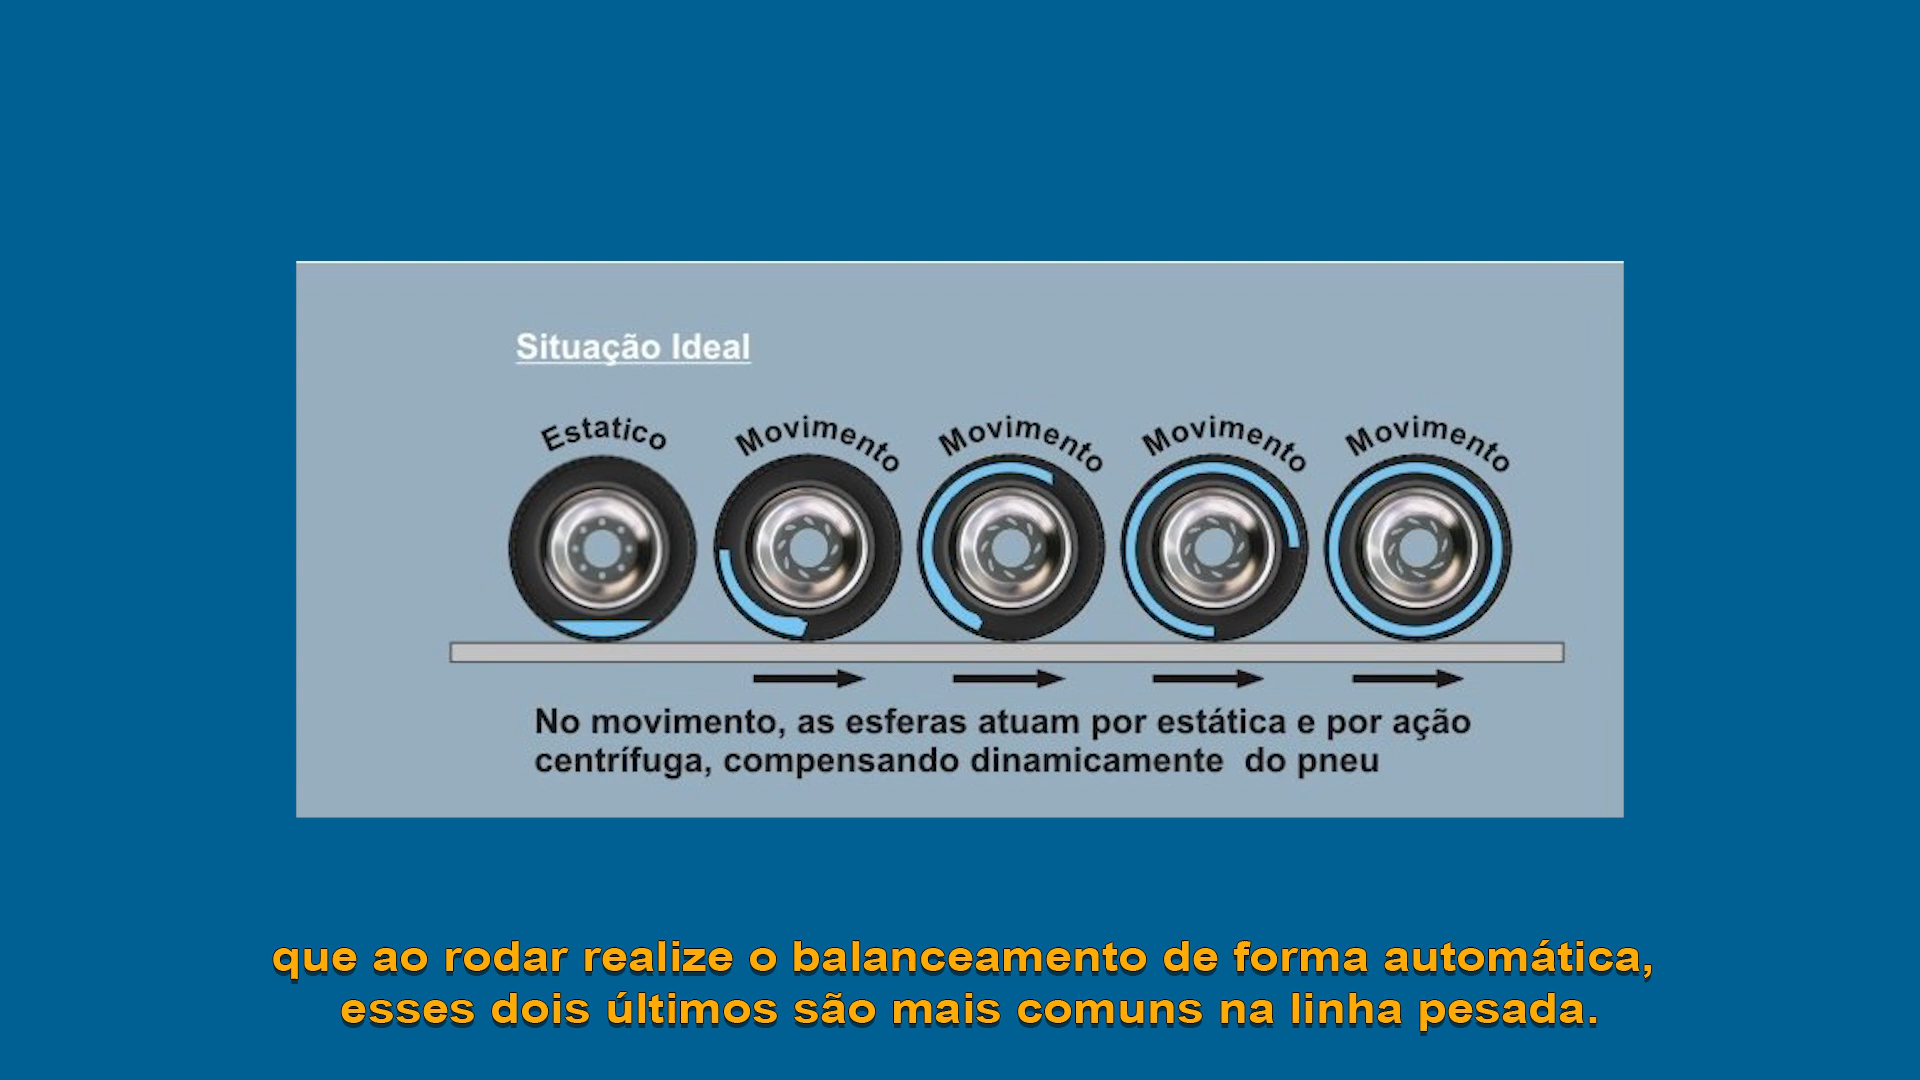 Situação Ideal
Estatico Movimento Movimento Movimento Movimento
No movimento, as esferas atuam por estática e por ação
centrífuga, compensando dinamicamente do pneu
que ao rodar realize o balanceamento de forma automática,
esses dois últimos são mais comuns na linha pesada.